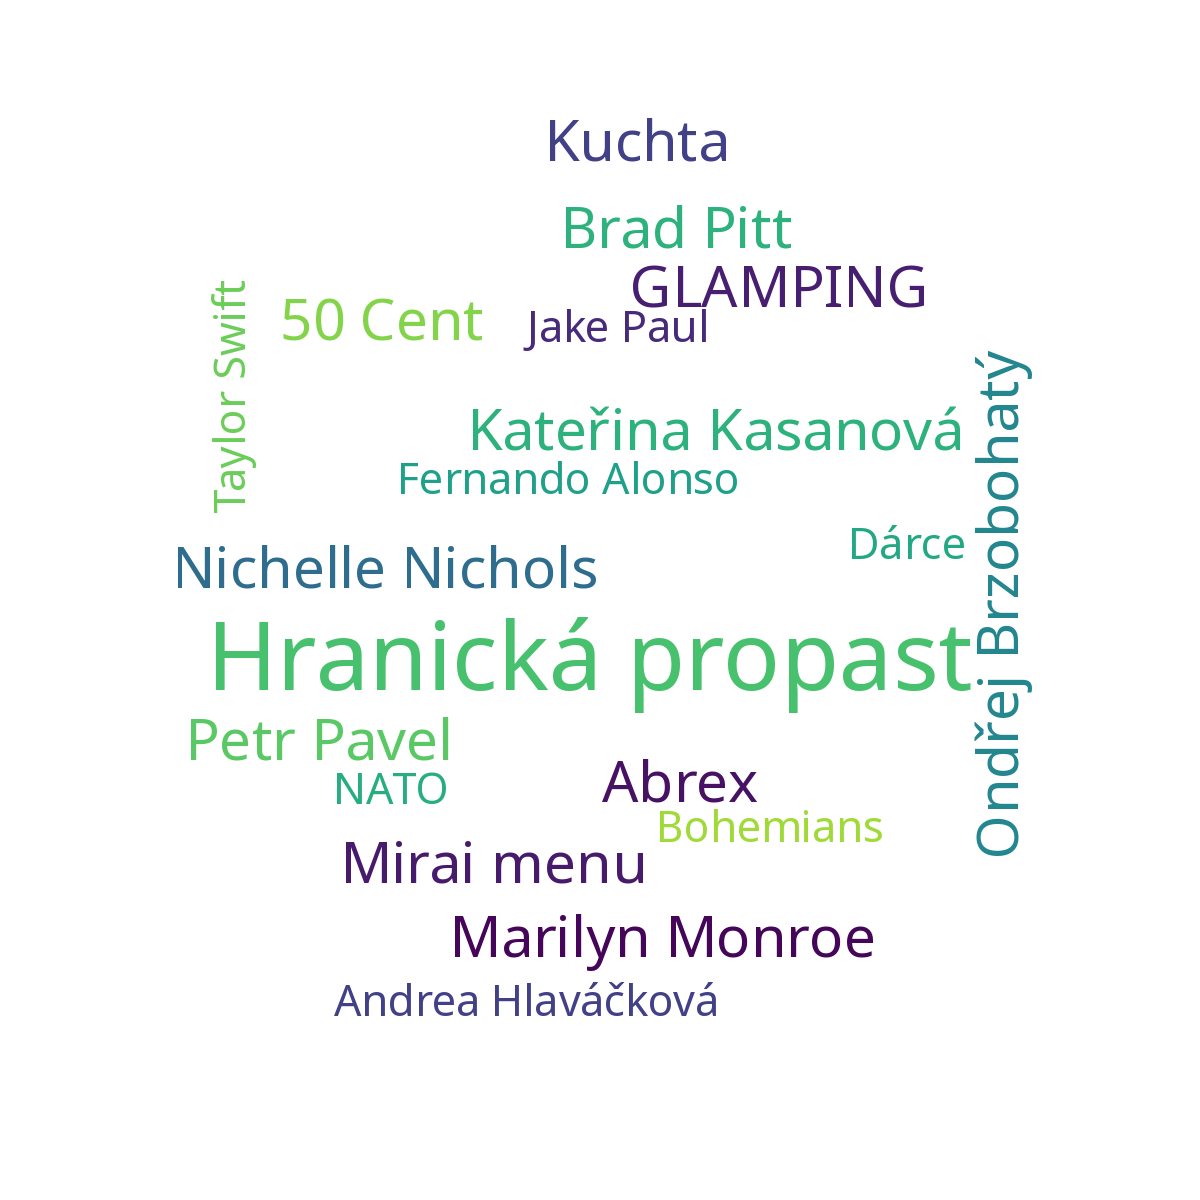 Kuchta
Brad Pitt
GLAMPING
50 Cent
Jake Paul
Taylor Swift
Kateřina Kasanová
Fernando Alonso
Dárce
Nichelle Nichols
Ondřej Brzobohatý
Hranická propast
Petr Pavel
NATO
Abrex
Bohemians
Mirai menu
Marilyn Monroe
Andrea Hlaváčková